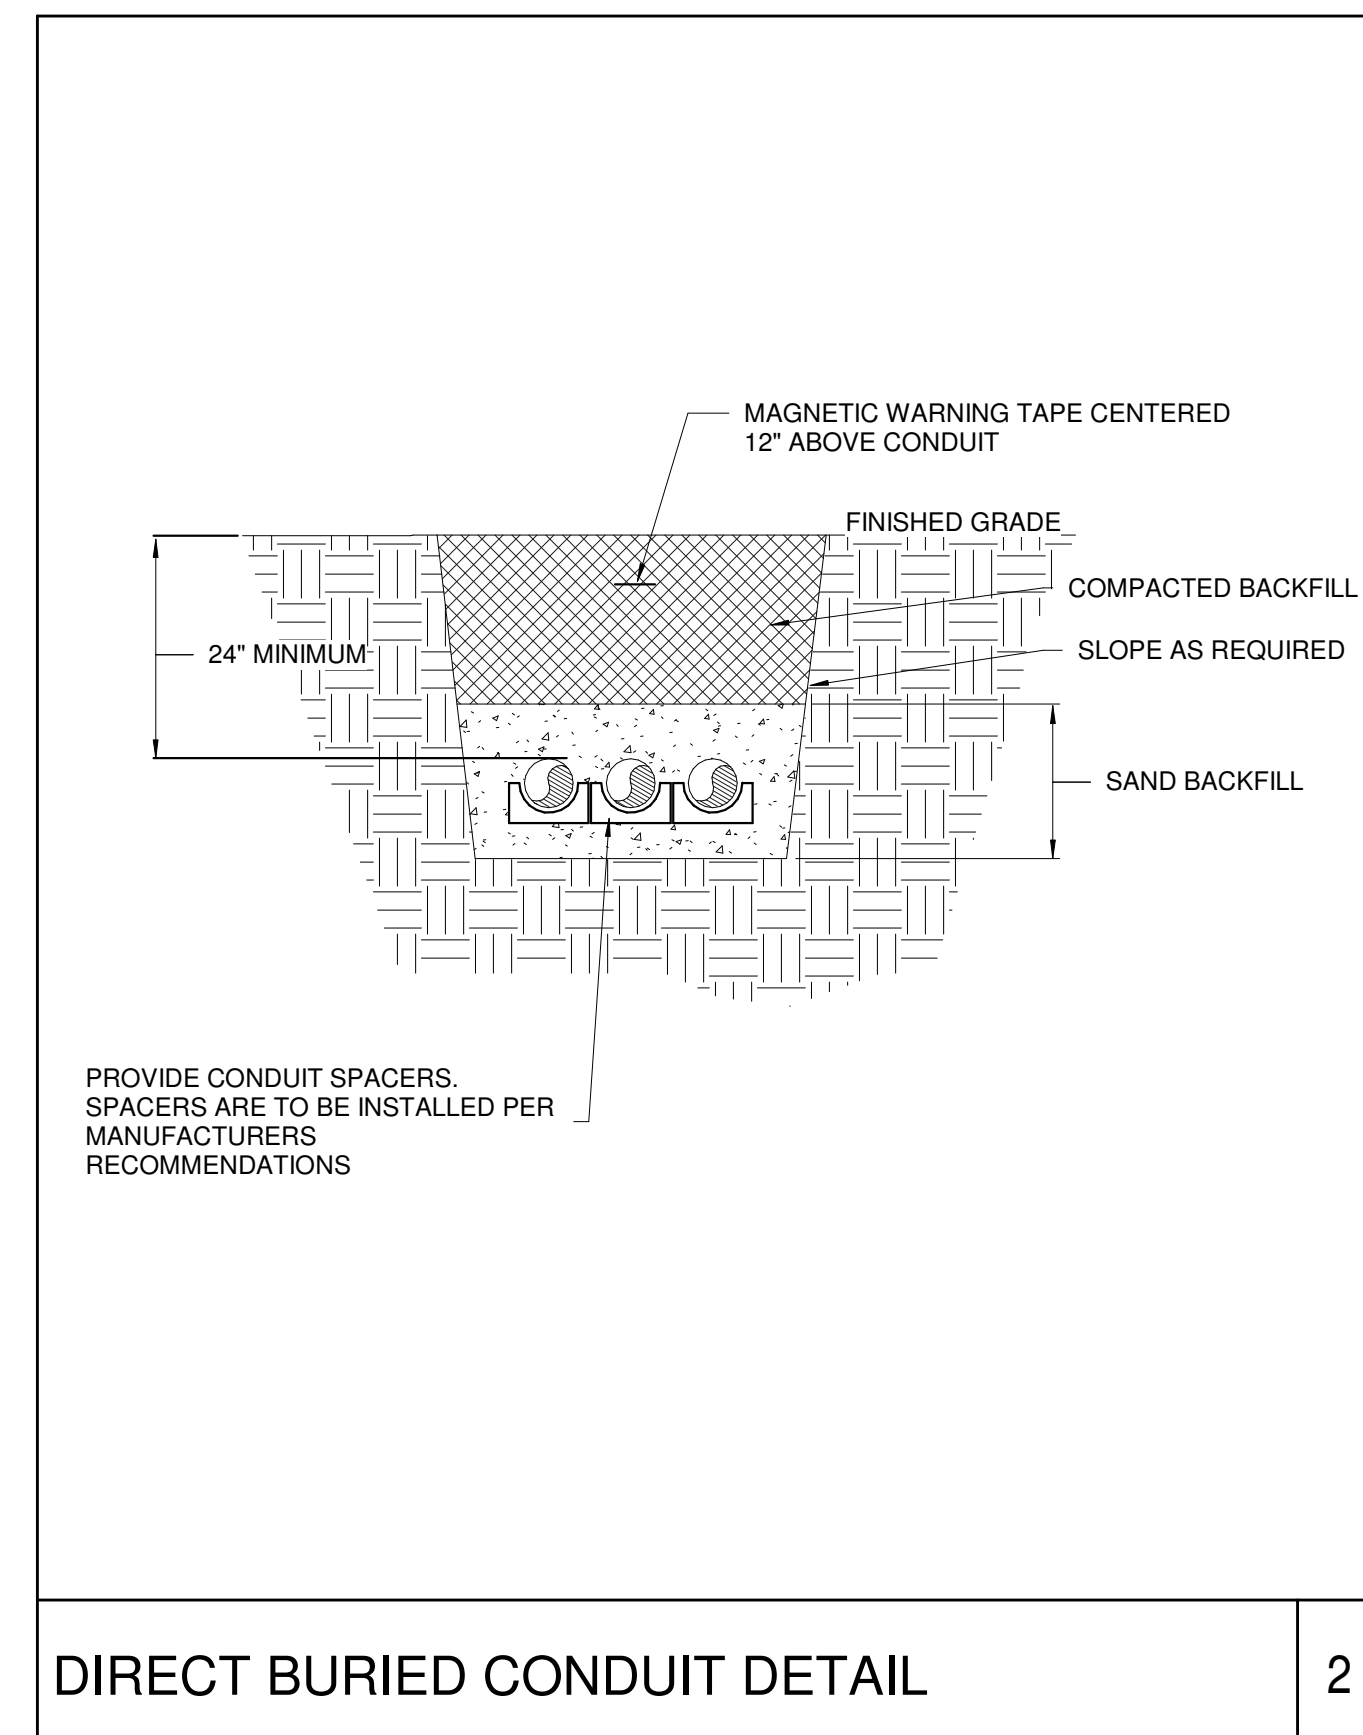 MAGNETIC WARNING TAPE CENTERED
12" ABOVE CONDUIT
FINISHED GRADE
COMPACTED BACKFILL
24" MINIMUM
SLOPE AS REQUIRED
SAND BACKFILL
PROVIDE CONDUIT SPACERS.
SPACERS ARE TO BE INSTALLED PER
MANUFACTURERS
RECOMMENDATIONS
DIRECT BURIED CONDUIT DETAIL
2